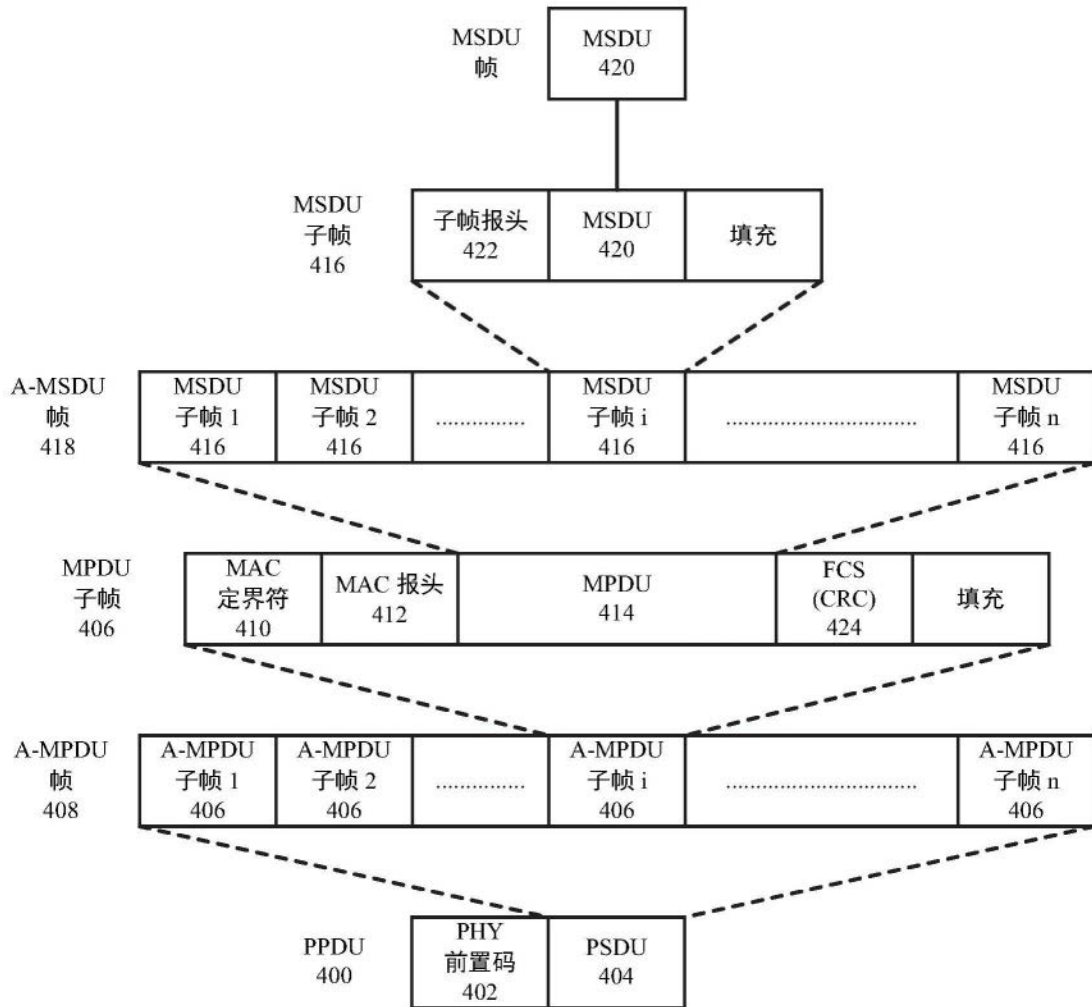 MSDU
帧
MSDU
420
MSDU
子帧
416
子帧报头
422
MSDU
420
填充
A-MSDU
帧
418
MSDU
子帧 1
416
MSDU
子帧 2
416
...............
MSDU
子帧 i
416
................................
MSDU
子帧 n
416
MPDU
子帧
406
MAC
定界符
410
MAC 报头
412
MPDU
414
FCS
(CRC)
424
填充
A-MPDU
帧
408
A-MPDU
子帧 1
406
A-MPDU
子帧 2
406
...............
A-MPDU
子帧 i
406
................................
A-MPDU
子帧 n
406
PPDU
400
PHY
前置码
402
PSDU
404